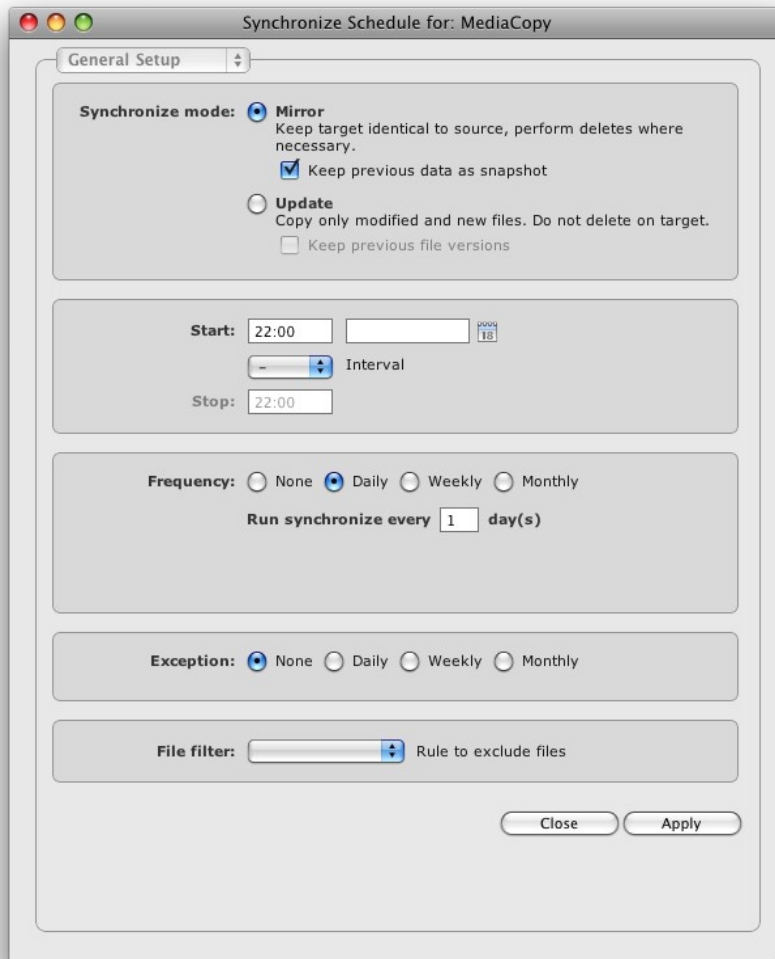 Synchronize Schedule for: MediaCopy
General Setup
Synchronize mode: Mirror
Keep target identical to source, perform deletes where
necessary.
Keep previous data as snapshot
Update
Copy only modified and new files. Do not delete on target.
Keep previous file versions
Start: 22:00
18
– Interval
Stop: 22:00
Frequency: None Daily Weekly Monthly
Run synchronize every 1 day(s)
Exception: None Daily Weekly Monthly
File filter: Rule to exclude files
Close Apply